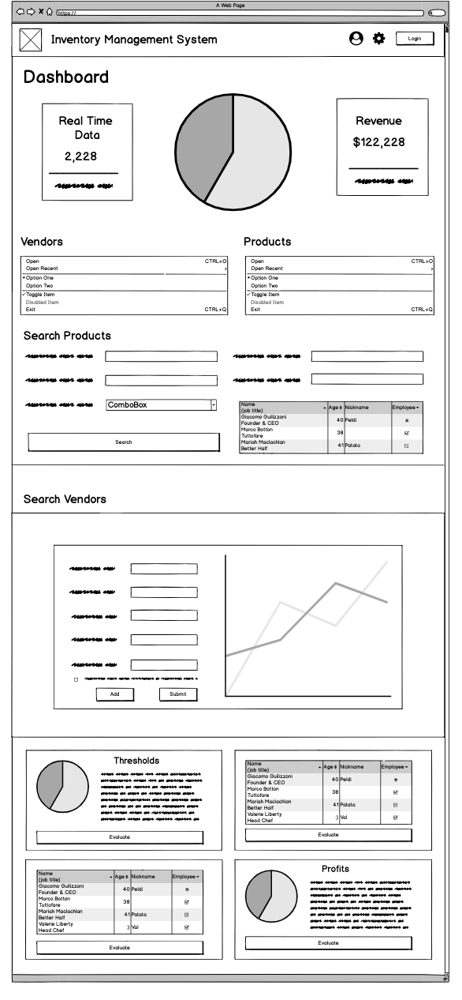 A Web Page
https://
Inventory Management System
Login
Dashboard
Real Time
Data
2,228
Revenue
$122,228
Vendors
Products
Open CTRL+O
Open Recent
Option One
Option Two
Toggle Item
Disabled Item
Exit CTRL+Q
Open CTRL+O
Open Recent
Option One
Option Two
Toggle Item
Disabled Item
Exit CTRL+Q
Search Products
ComboBox
Search
Name
(job title) Age Nickname Employee
Giacomo Guilizzoni
Founder & CEO 40 Peldi
Marco Botton
Tuttofare 38
Mariah Maclachlan
Better Half 41 Patata
Search Vendors
Add Submit
Thresholds
Evaluate
Name
(job title) Age Nickname Employee
Giacomo Guilizzoni
Founder & CEO 40 Peldi
Marco Botton
Tuttofare 38
Mariah Maclachlan
Better Half 41 Patata
Valerie Liberty
Head Chef :) Val
Evaluate
Name
(job title) Age Nickname Employee
Giacomo Guilizzoni
Founder & CEO 40 Peldi
Marco Botton
Tuttofare 38
Mariah Maclachlan
Better Half 41 Patata
Valerie Liberty
Head Chef :) Val
Evaluate
Profits
Evaluate